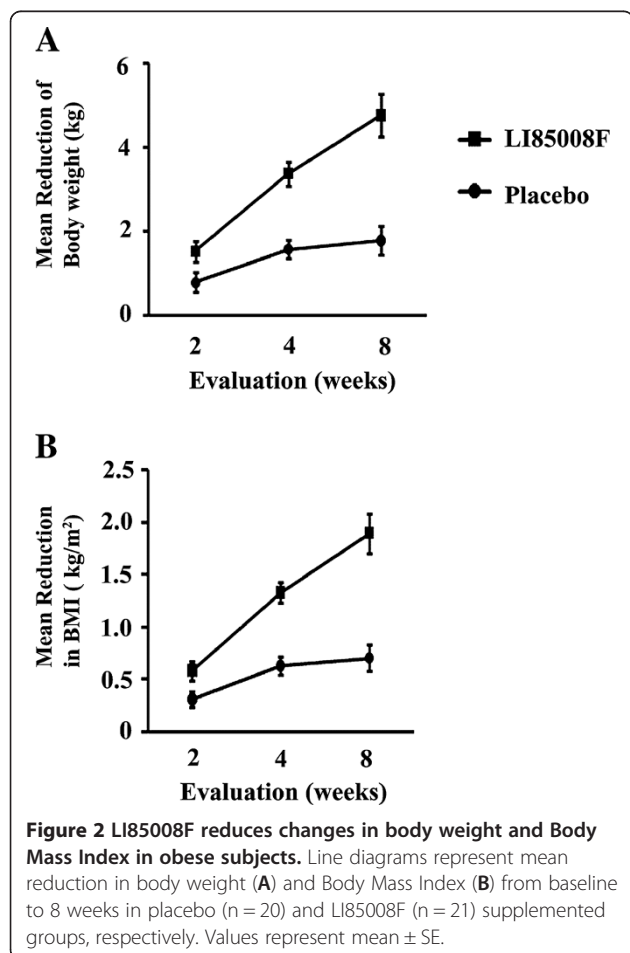 A
Mean Reduction of
Body weight (kg)
6
4
2
0
2 4 8
Evaluation (weeks)
LI85008F
Placebo
B
Mean Reduction
in BMI ( kg/m²)
2.5
2.0
1.5
1.0
0.5
0
2 4 8
Evaluation (weeks)
Figure 2 LI85008F reduces changes in body weight and Body
Mass Index in obese subjects. Line diagrams represent mean
reduction in body weight (A) and Body Mass Index (B) from baseline
to 8 weeks in placebo (n = 20) and LI85008F (n = 21) supplemented
groups, respectively. Values represent mean ± SE.